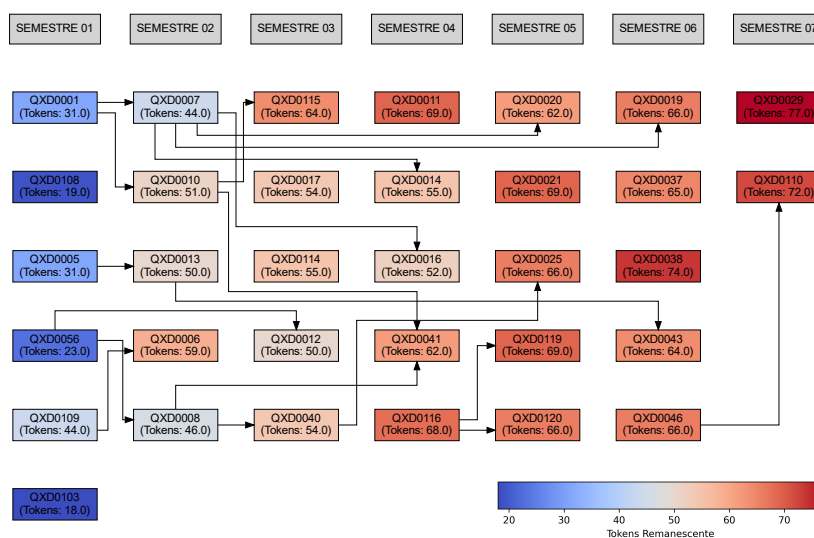 SEMESTRE 01 SEMESTRE 02 SEMESTRE 03 SEMESTRE 04 SEMESTRE 05 SEMESTRE 06 SEMESTRE 07
QXD0001 QXD0007 QXD0115 QXD0011 QXD0020 QXD0019 QXD0029
(Tokens: 31.0) (Tokens: 44.0) (Tokens: 64.0) (Tokens: 69.0) (Tokens: 62.0) (Tokens: 66.0) (Tokens: 77.0)
QXD0108 QXD0010 QXD0017 QXD0014 QXD0021 QXD0037 QXD0110
(Tokens: 19.0) (Tokens: 51.0) (Tokens: 54.0) (Tokens: 55.0) (Tokens: 69.0) (Tokens: 65.0) (Tokens: 72.0)
QXD0005 QXD0013 QXD0114 QXD0016 QXD0025 QXD0038
(Tokens: 31.0) (Tokens: 50.0) (Tokens: 55.0) (Tokens: 52.0) (Tokens: 66.0) (Tokens: 74.0)
QXD0056 QXD0006 QXD0012 QXD0041 QXD0119 QXD0043
(Tokens: 23.0) (Tokens: 59.0) (Tokens: 50.0) (Tokens: 62.0) (Tokens: 69.0) (Tokens: 64.0)
QXD0109 QXD0008 QXD0040 QXD0116 QXD0120 QXD0046
(Tokens: 44.0) (Tokens: 46.0) (Tokens: 54.0) (Tokens: 68.0) (Tokens: 66.0) (Tokens: 66.0)
QXD0103
(Tokens: 18.0)
20 30 40 50 60 70
Tokens Remanescente